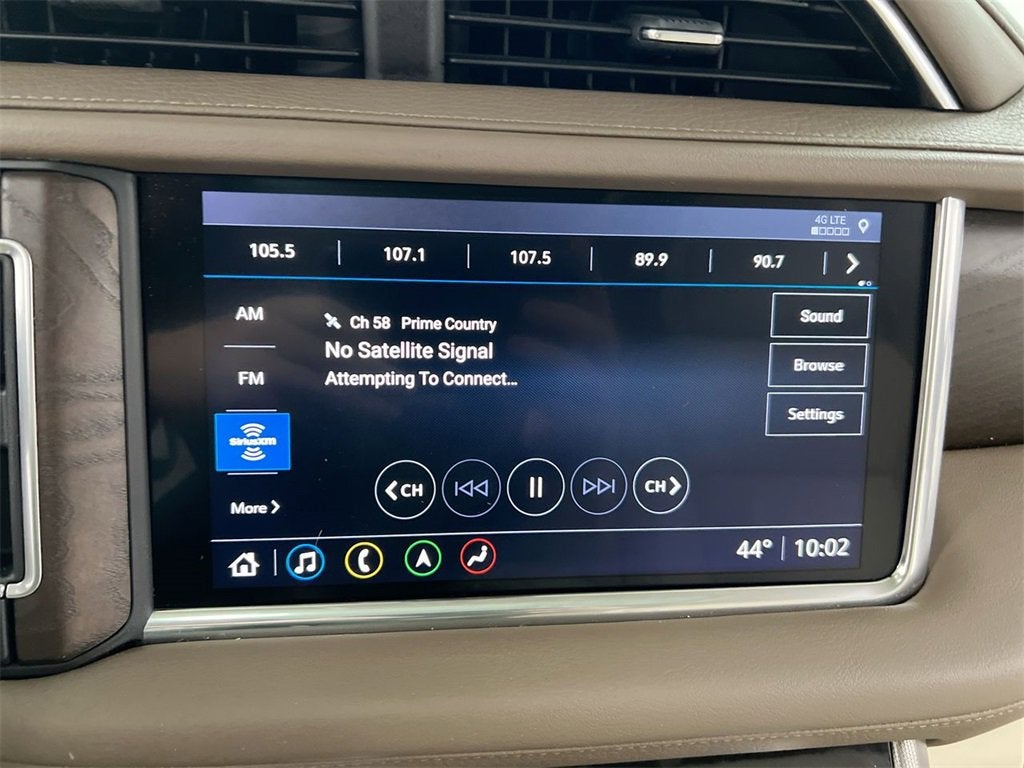 4G LTE
105.5 107.1 107.5 89.9 90.7
AM
Ch 58 Prime Country
Sound
No Satellite Signal
FM
Attempting To Connect...
Browse
SiriusXM
Settings
More
CH CH
44° 10:02